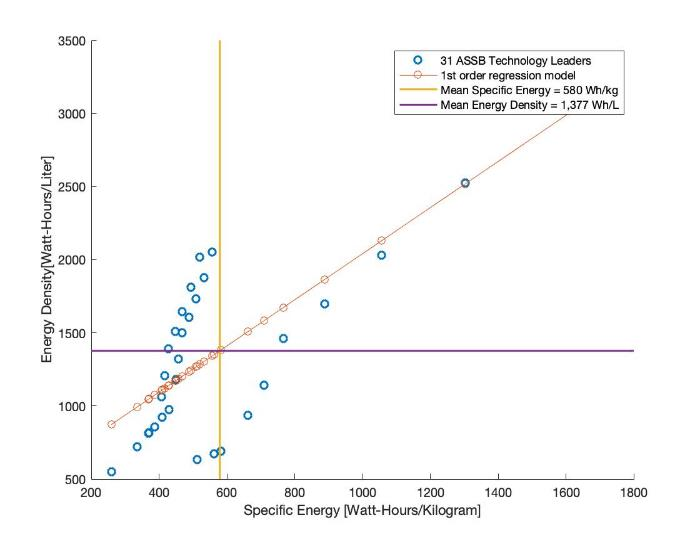 3500
3000
2500
2000
1500
1000
500
Energy Density[Watt-Hours/Liter]
31 ASSB Technology Leaders
1st order regression model
Mean Specific Energy = 580 Wh/kg
Mean Energy Density = 1,377 Wh/L
200 400 600 800 1000 1200 1400 1600 1800
Specific Energy [Watt-Hours/Kilogram]